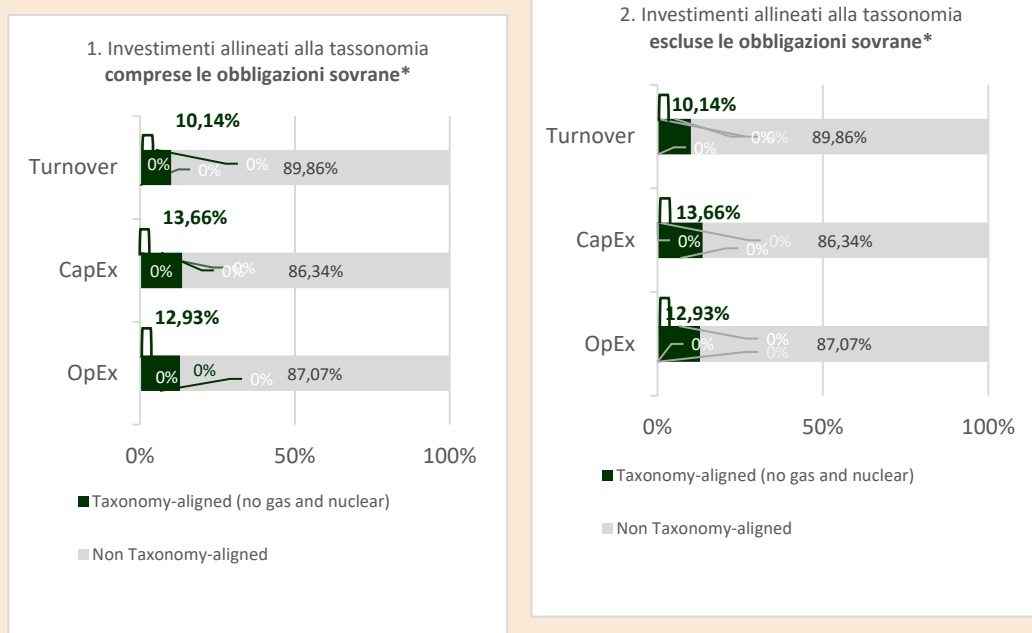 1. Investimenti allineati alla tassonomia
comprese le obbligazioni sovrane*
10,14%
Turnover
0%
0%
0%
89,86%
13,66%
CapEx
0%
0%
0%
86,34%
12,93%
OpEx
0%
0%
0%
87,07%
0%
50%
100%
Taxonomy-aligned (no gas and nuclear)
Non Taxonomy-aligned
2. Investimenti allineati alla tassonomia
escluse le obbligazioni sovrane*
10,14%
Turnover
0%
0%
0%
89,86%
13,66%
CapEx
0%
0%
0%
86,34%
12,93%
OpEx
0%
0%
0%
87,07%
0%
50%
100%
Taxonomy-aligned (no gas and nuclear)
Non Taxonomy-aligned